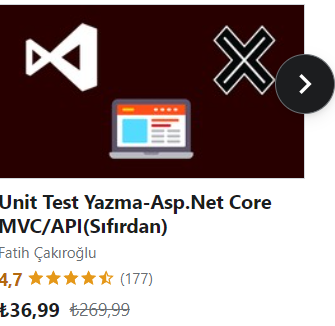 Unit Test Yazma-Asp.Net Core
MVC/API(Sıfırdan)
Fatih Çakıroğlu
4,7 (177)
₺36,99 ₺269,99